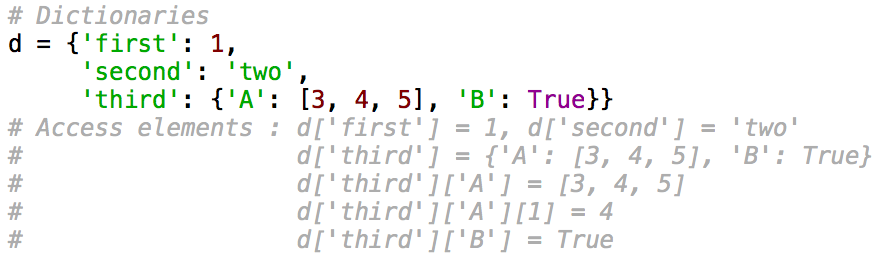 # Dictionaries
d = {'first': 1,
     'second': 'two',
     'third': {'A': [3, 4, 5], 'B': True}}
# Access elements : d['first'] = 1, d['second'] = 'two'
#                   d['third'] = {'A': [3, 4, 5], 'B': True}
#                   d['third']['A'] = [3, 4, 5]
#                   d['third']['A'][1] = 4
#                   d['third']['B'] = True